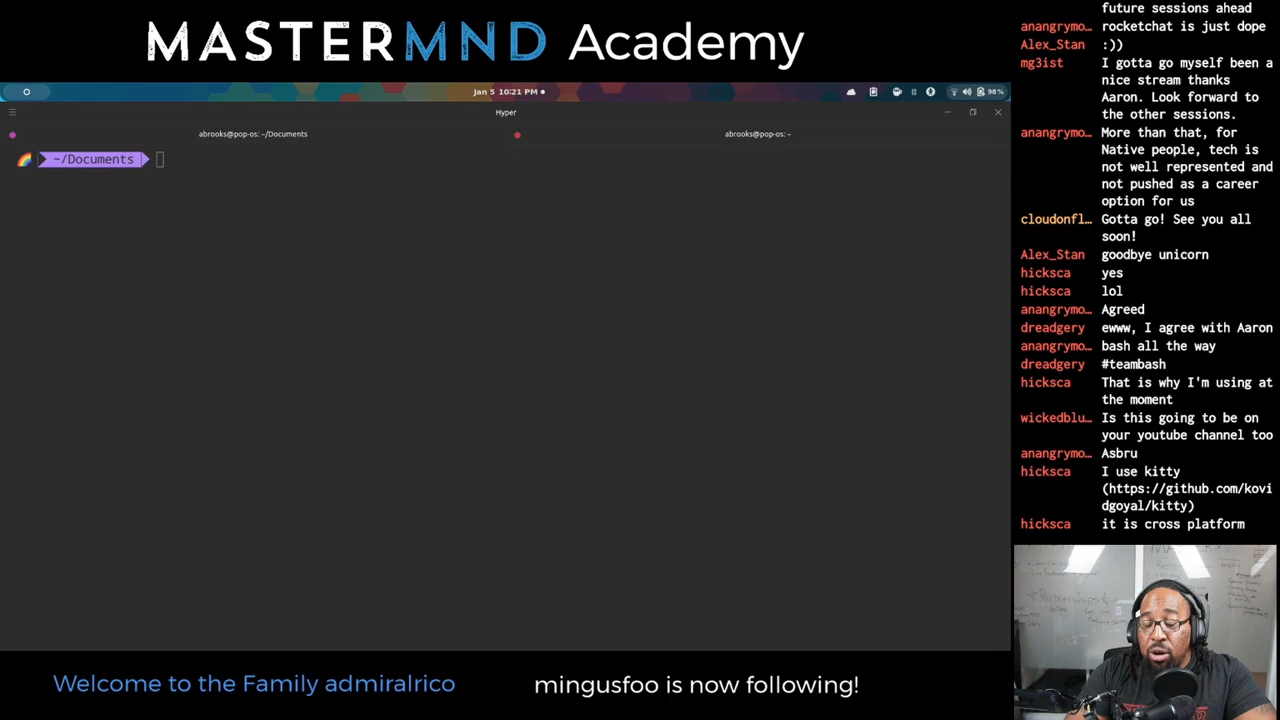 MASTERMND Academy
Jan 5 10:21 PM
98%
Hyper
abrooks@pop-os: ~/Documents
abrooks@pop-os: ~
~/Documents
future sessions ahead
anangrymo… rocketchat is just dope
Alex_Stan :))
mg3ist I gotta go myself been a
nice stream thanks
Aaron. Look forward to
the other sessions.
anangrymo… More than that, for
Native people, tech is
not well represented and
not pushed as a career
option for us
cloudonfl… Gotta go! See you all
soon!
Alex_Stan goodbye unicorn
hicksca yes
hicksca lol
anangrymo… Agreed
dreadgery ewww, I agree with Aaron
anangrymo… bash all the way
dreadgery #teambash
hicksca That is why I'm using at
the moment
wickedblu… Is this going to be on
your youtube channel too
anangrymo… Asbru
hicksca I use kitty
(https://github.com/kovi
dgoyal/kitty)
hicksca it is cross platform
Welcome to the Family admiralrico
mingusfoo is now following!